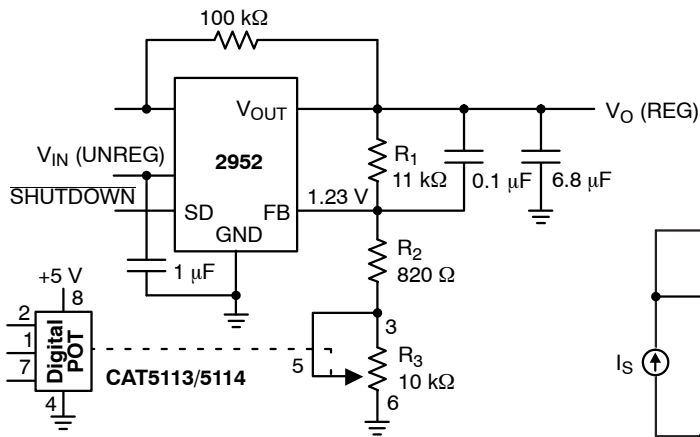 100 kΩ
VOUT
VO (REG)
VIN (UNREG)
2952
R1
11 kΩ
0.1 μF
6.8 μF
SHUTDOWN
1.23 V
SD
FB
GND
R2
820 Ω
1 μF
+5 V
8
2
1
7
4
Digital
POT
CAT5113/5114
3
5
R3
10 kΩ
6
IS